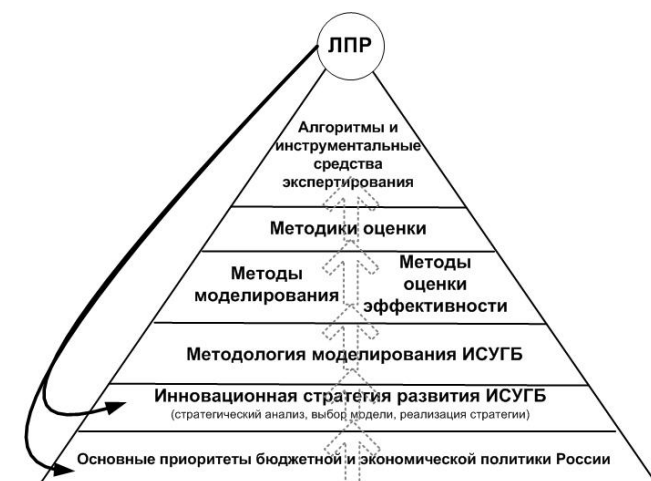 ЛПР
Алгоритмы и
инструментальные
средства
экспертирования
Методики оценки
Методы
моделирования
Методы
оценки
эффективности
Методология моделирования ИСУГБ
Инновационная стратегия развития ИСУГБ
(стратегический анализ, выбор модели, реализация стратегии)
Основные приоритеты бюджетной и экономической политики России